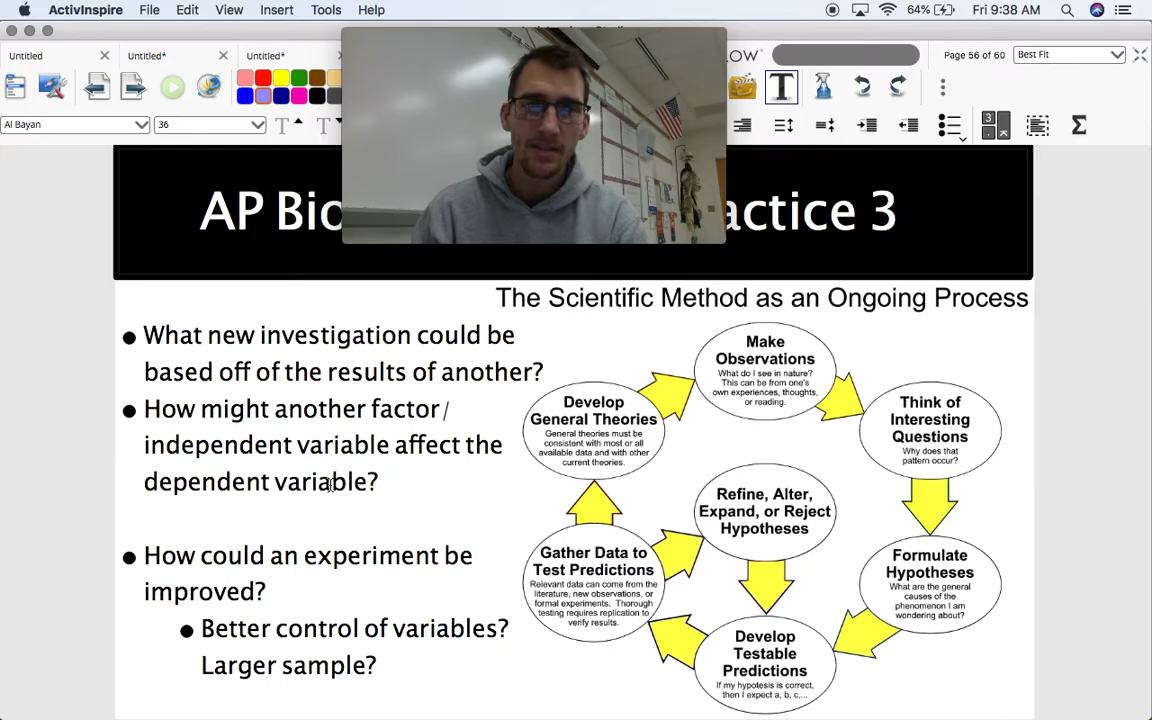 ActivInspire File Edit View Insert Tools Help
64% Fri 9:38 AM
Untitled
Untitled*
Untitled*
LOW
Page 56 of 60
Best Fit
Al Bayan
36
AP Bio
actice 3
The Scientific Method as an Ongoing Process
What new investigation could be
based off of the results of another?
How might another factor /
independent variable affect the
dependent variable?
How could an experiment be
improved?
Better control of variables?
Larger sample?
Make
Observations
What do I see in nature?
This can be from one's
own experiences, thoughts,
or reading.
Think of
Interesting
Questions
Why does that
pattern occur?
Formulate
Hypotheses
What are the general
causes of the
phenomenon I am
wondering about?
Develop
Testable
Predictions
If my hypotesis is correct,
then I expect a, b, c,...
Gather Data to
Test Predictions
Relevant data can come from the
literature, new observations, or
formal experiments. Thorough
testing requires replication to
verify results.
Refine, Alter,
Expand, or Reject
Hypotheses
Develop
General Theories
General theories must be
consistent with most or all
available data and with other
current theories.